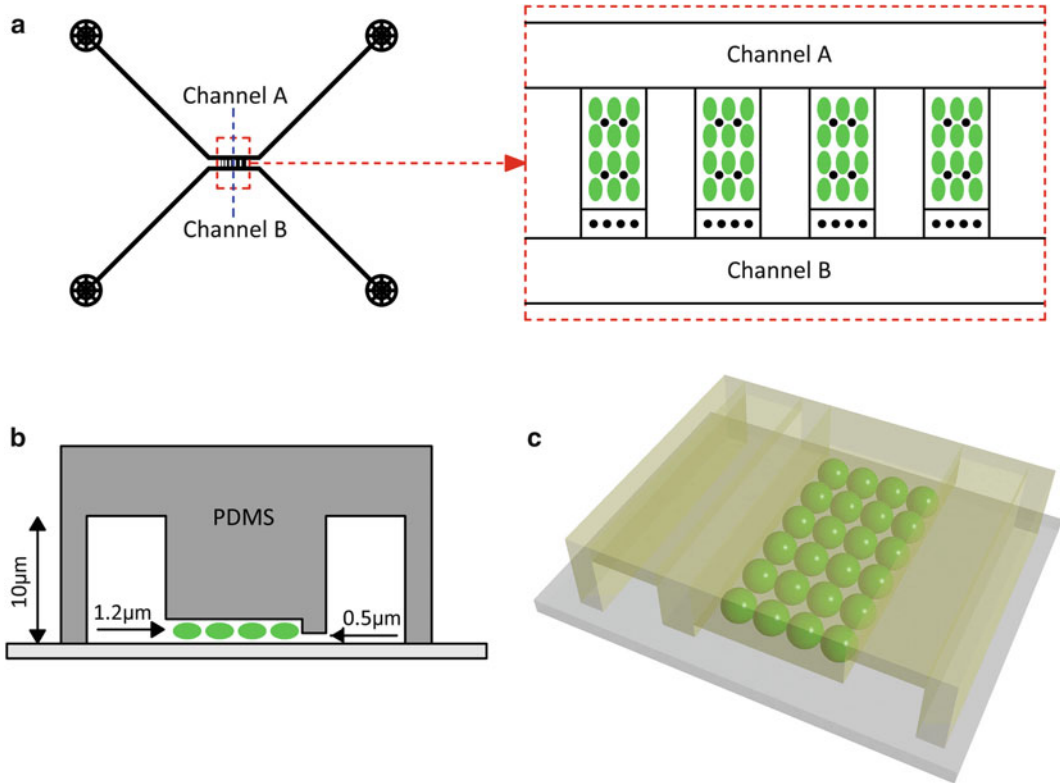 a
Channel A
Channel B
Channel A
Channel B
b
PDMS
10µm
1.2µm
0.5µm
c